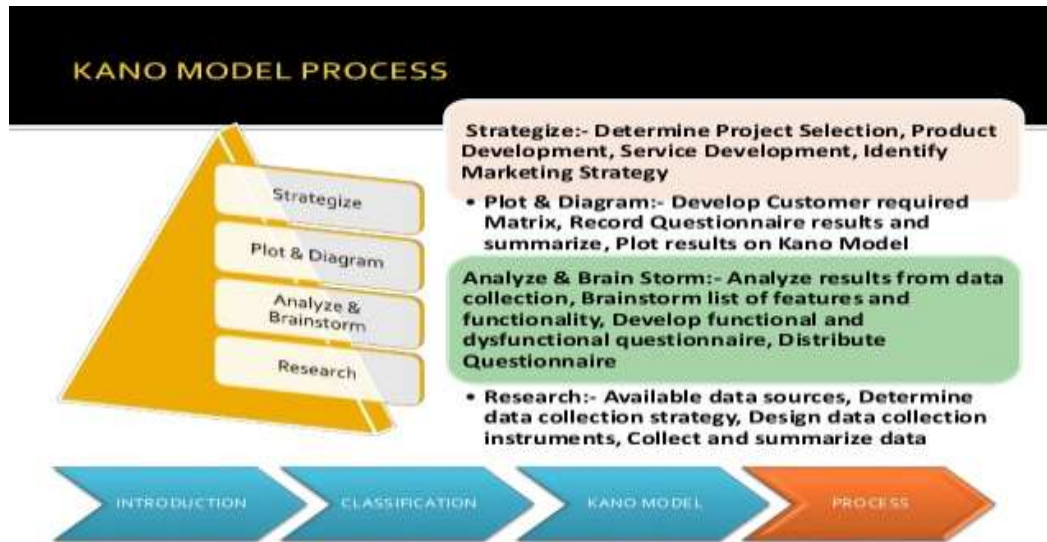 KANO MODEL PROCESS
Strategize
Plot & Diagram
Analyze &
Brainstorm
Research
Strategize:- Determine Project Selection, Product
Development, Service Development, Identify
Marketing Strategy
• Plot & Diagram:- Develop Customer required
Matrix, Record Questionnaire results and
summarize, Plot results on Kano Model
Analyze & Brain Storm:- Analyze results from data
collection, Brainstorm list of features and
functionality, Develop functional and
dysfunctional questionnaire, Distribute
Questionnaire
• Research:- Available data sources, Determine
data collection strategy, Design data collection
instruments, Collect and summarize data
INTRODUCTION
CLASSIFICATION
KANO MODEL
PROCESS